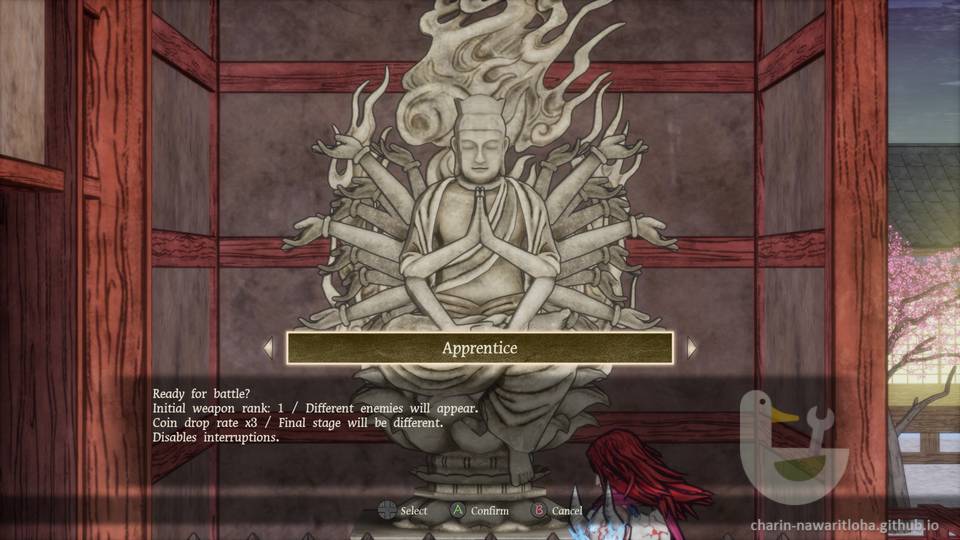 Apprentice
Ready for battle?
Initial weapon rank: 1 / Different enemies will appear.
Coin drop rate x3 / Final stage will be different.
Disables interruptions.
Select A Confirm B Cancel
charin-nawaritloha.github.io